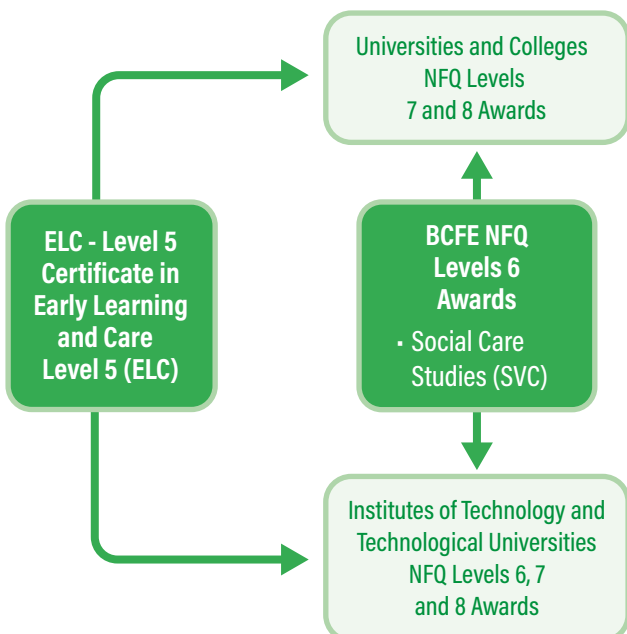 Universities and Colleges
NFQ Levels
7 and 8 Awards
ELC - Level 5
Certificate in
Early Learning
and Care
Level 5 (ELC)
BCFE NFQ
Levels 6
Awards
· Social Care
Studies (SVC)
Institutes of Technology and
Technological Universities
NFQ Levels 6, 7
and 8 Awards